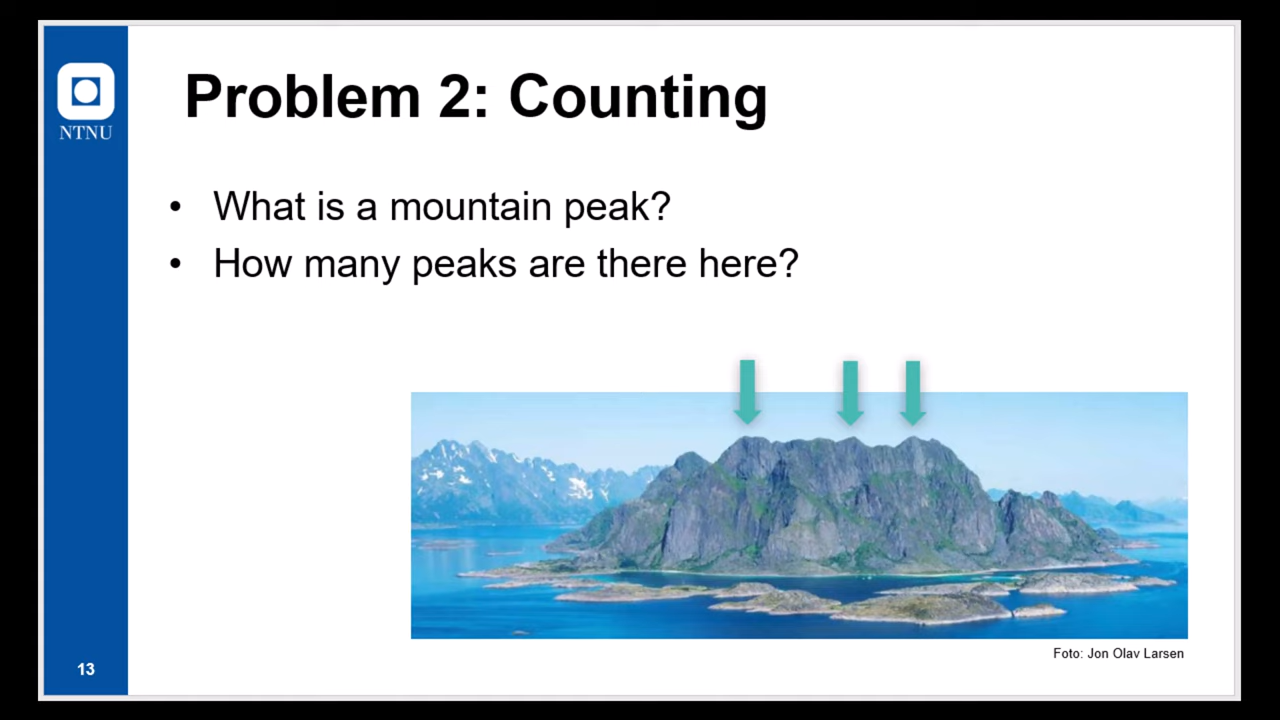 NTNU
Problem 2: Counting
• What is a mountain peak?
• How many peaks are there here?
Foto: Jon Olav Larsen
13